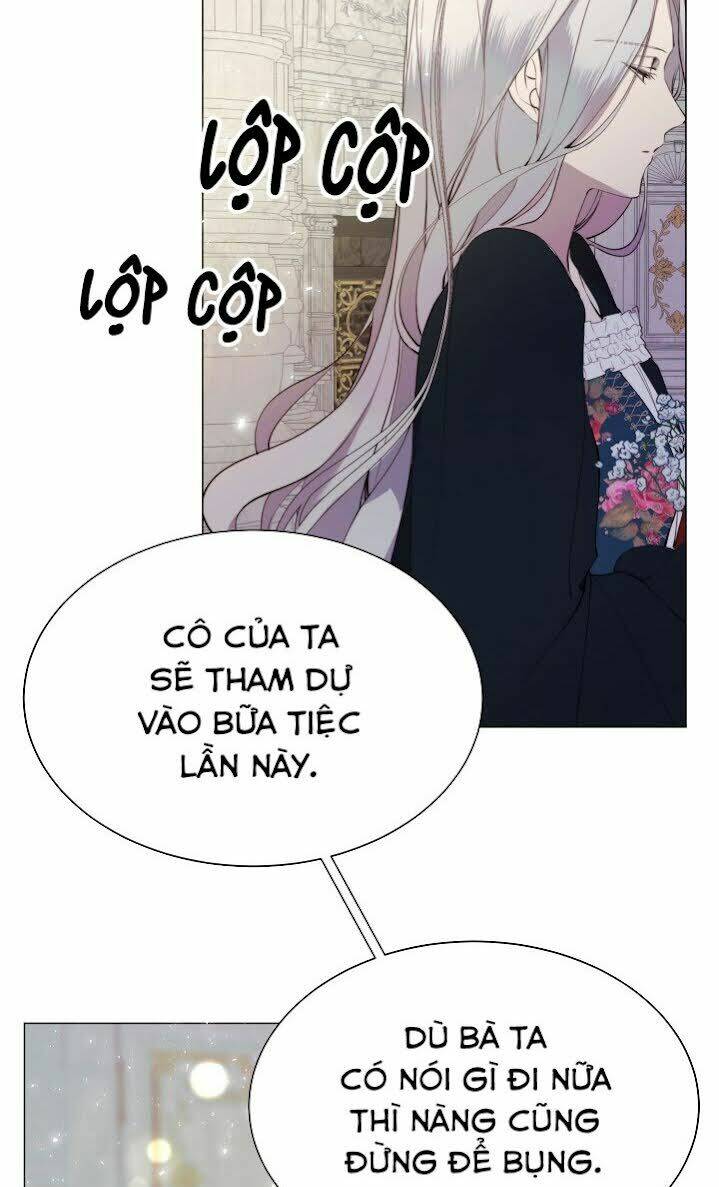 LỘP CỘP
LỘP CỘP
CÔ CỦA TA
SẼ THAM DỰ
VÀO BỮA TIỆC
LẦN NÀY.
DÙ BÀ TA
CÓ NÓI GÌ ĐI NỮA
THÌ NÀNG CŨNG
ĐỪNG ĐỂ BỤNG.